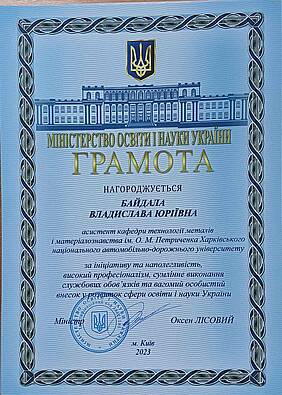 МІНІСТЕРСТВО ОСВІТИ І НАУКИ УКРАЇНИ
ГРАМОТА
НАГОРОДЖУЄТЬСЯ
БАЙДАЛА
ВЛАДИСЛАВА ЮРІЇВНА
асистент кафедри технології металів
і матеріалознавства ім. О. М. Петриченка Харківського
національного автомобільно-дорожнього університету
за ініціативу та наполегливість,
високий професіоналізм, сумлінне виконання
службових обов'язків та вагомий особистий
внесок у розвиток сфери освіти і науки України
Міністр Оксен ЛІСОВИЙ
м. Київ
2023